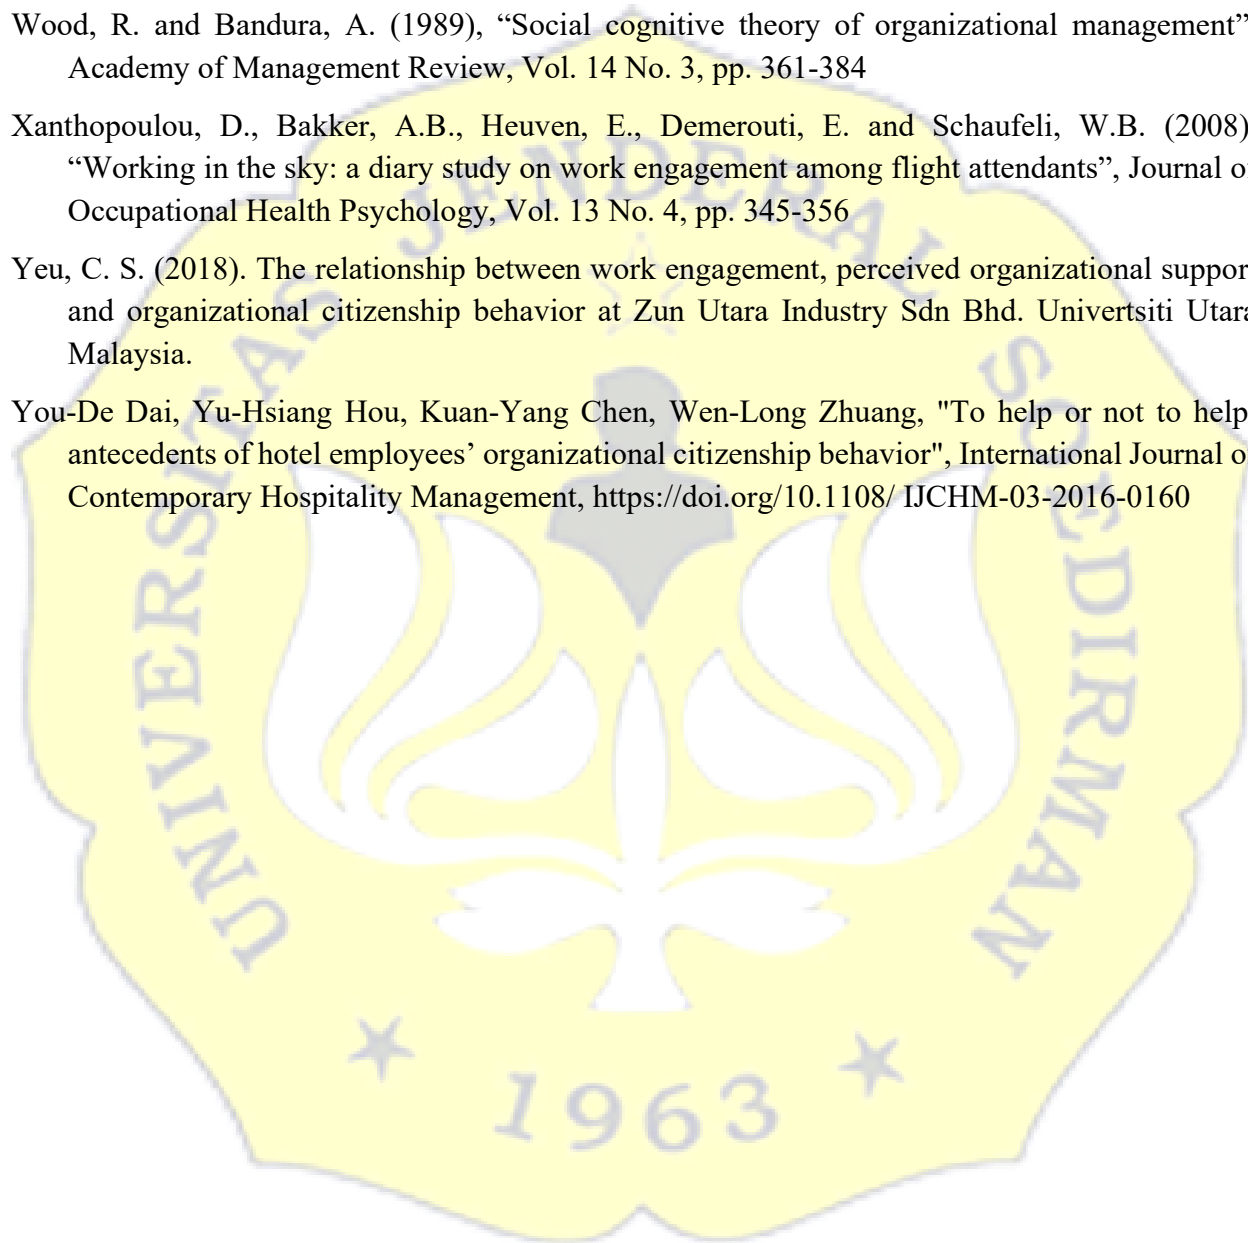 Wood, R. and Bandura, A. (1989), “Social cognitive theory of organizational management”
Academy of Management Review, Vol. 14 No. 3, pp. 361-384
Xanthopoulou, D., Bakker, A.B., Heuven, E., Demerouti, E. and Schaufeli, W.B. (2008)
“Working in the sky: a diary study on work engagement among flight attendants”, Journal of
Occupational Health Psychology, Vol. 13 No. 4, pp. 345-356
Yeu, C. S. (2018). The relationship between work engagement, perceived organizational support
and organizational citizenship behavior at Zun Utara Industry Sdn Bhd. Univertsiti Utara
Malaysia.
You-De Dai, Yu-Hsiang Hou, Kuan-Yang Chen, Wen-Long Zhuang, "To help or not to help
antecedents of hotel employees’ organizational citizenship behavior", International Journal of
Contemporary Hospitality Management, https://doi.org/10.1108/ IJCHM-03-2016-0160
UNIVERSITAS JENDERAL SOEDIRMAN
1963